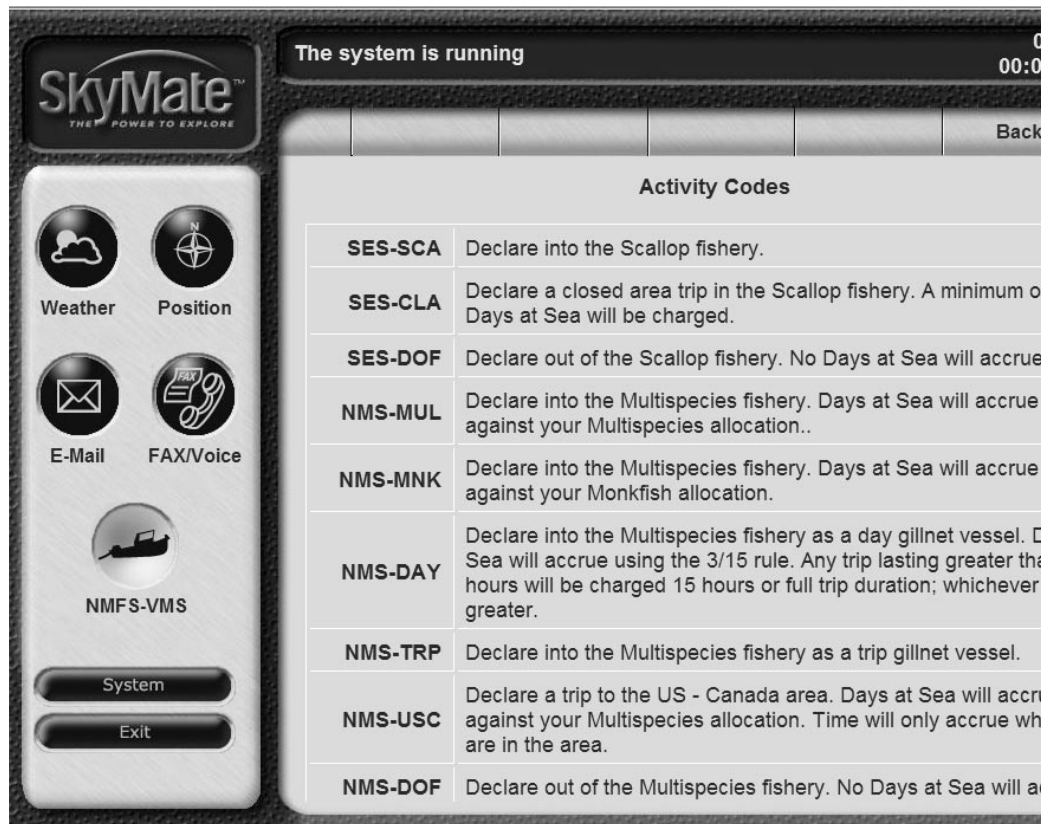 SkyMate™
THE POWER TO EXPLORE
The system is running
00:0
Back
Weather
Position
E-Mail
FAX
FAX/Voice
NMFS-VMS
System
Exit
N
Activity Codes
SES-SCA Declare into the Scallop fishery.
SES-CLA Declare a closed area trip in the Scallop fishery. A minimum o
Days at Sea will be charged.
SES-DOF Declare out of the Scallop fishery. No Days at Sea will accrue
NMS-MUL Declare into the Multispecies fishery. Days at Sea will accrue
against your Multispecies allocation..
NMS-MNK Declare into the Multispecies fishery. Days at Sea will accrue
against your Monkfish allocation.
NMS-DAY Declare into the Multispecies fishery as a day gillnet vessel. D
Sea will accrue using the 3/15 rule. Any trip lasting greater tha
hours will be charged 15 hours or full trip duration; whichever
greater.
NMS-TRP Declare into the Multispecies fishery as a trip gillnet vessel.
NMS-USC Declare a trip to the US - Canada area. Days at Sea will accru
against your Multispecies allocation. Time will only accrue wh
are in the area.
NMS-DOF Declare out of the Multispecies fishery. No Days at Sea will a